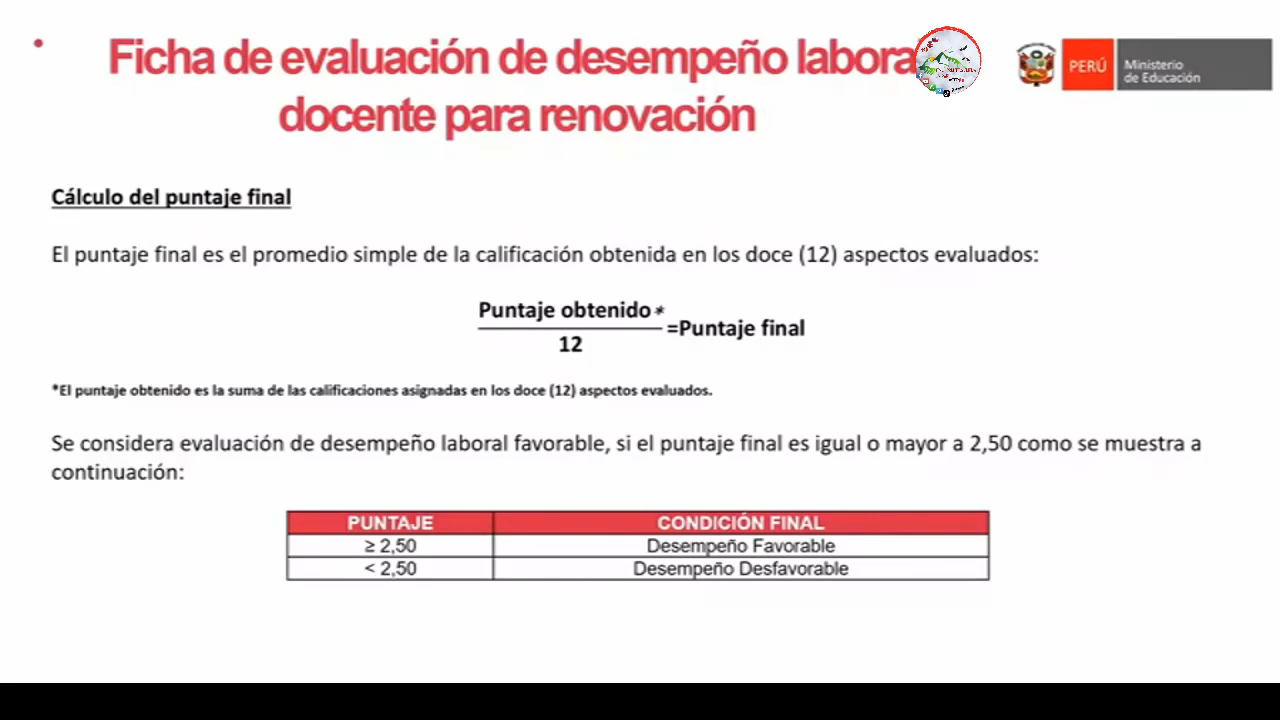 Ficha de evaluación de desempeño labora
docente para renovación
PERÚ
Ministerio
de Educación
Cálculo del puntaje final
El puntaje final es el promedio simple de la calificación obtenida en los doce (12) aspectos evaluados:
Puntaje obtenido*
12
=Puntaje final
*El puntaje obtenido es la suma de las calificaciones asignadas en los doce (12) aspectos evaluados.
Se considera evaluación de desempeño laboral favorable, si el puntaje final es igual o mayor a 2,50 como se muestra a
continuación:
PUNTAJE CONDICIÓN FINAL
≥ 2,50 Desempeño Favorable
< 2,50 Desempeño Desfavorable